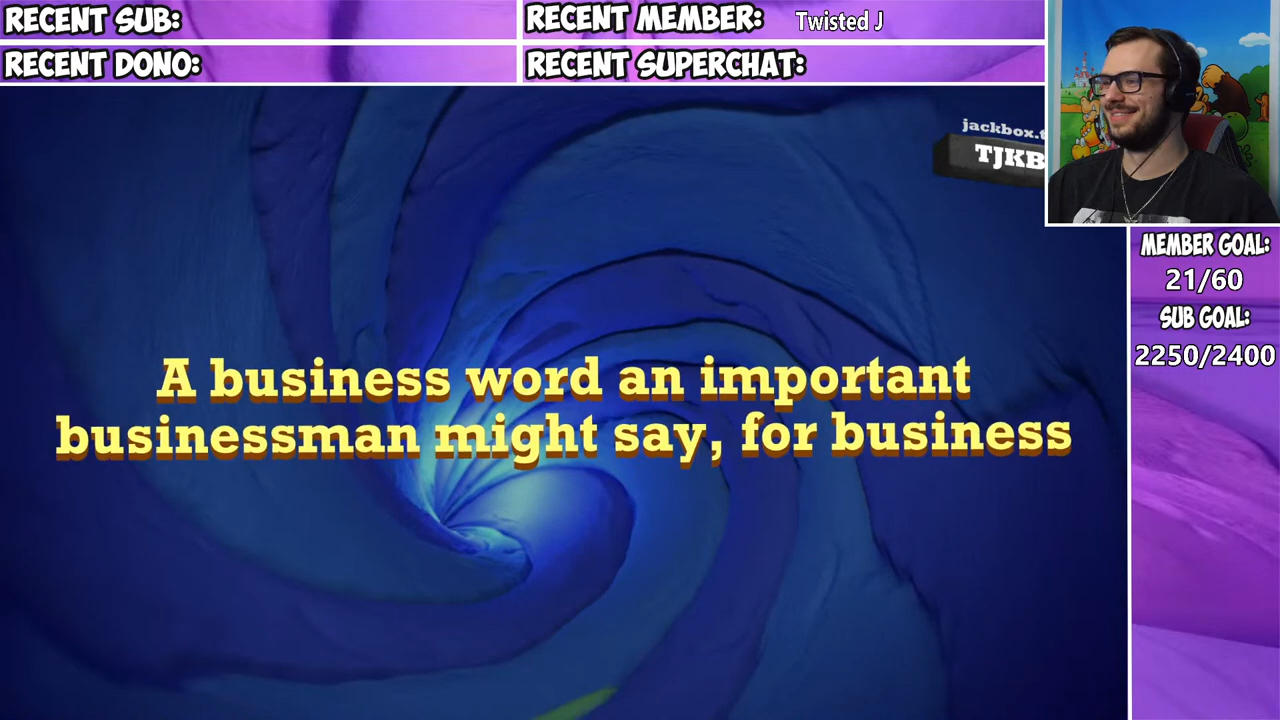 RECENT SUB:
RECENT MEMBER: Twisted J
RECENT DONO:
RECENT SUPERCHAT:
jackbox.t
TJKB
MEMBER GOAL:
21/60
SUB GOAL:
2250/2400
A business word an important
businessman might say, for business